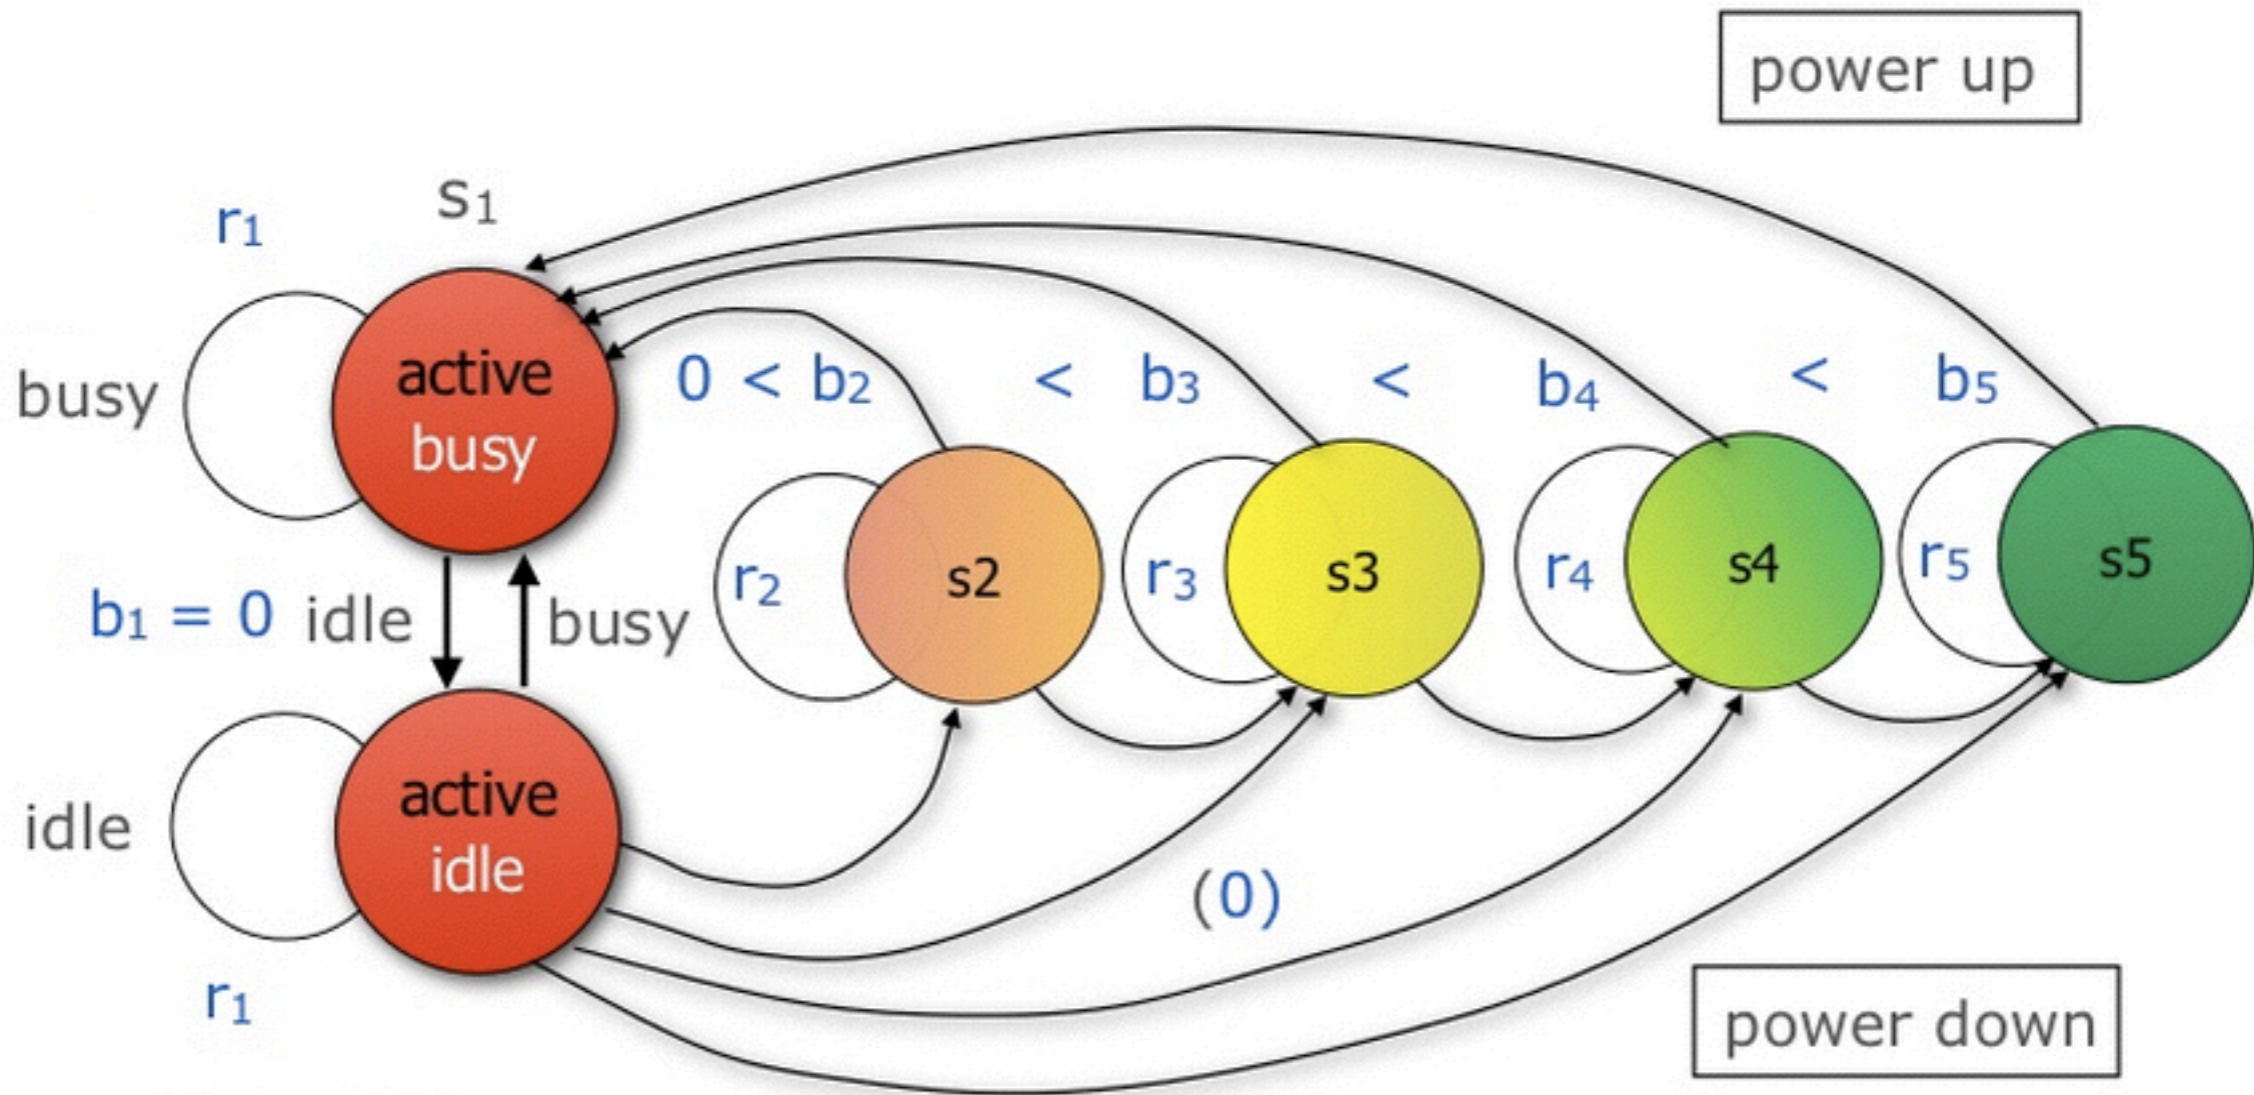 power up
s1
r1
active
busy
busy
0 < b2 < b3 < b4 < b5
s2
s3
s4
s5
r2
r3
r4
r5
b1 = 0 idle
busy
idle
active
idle
r1
(0)
power down